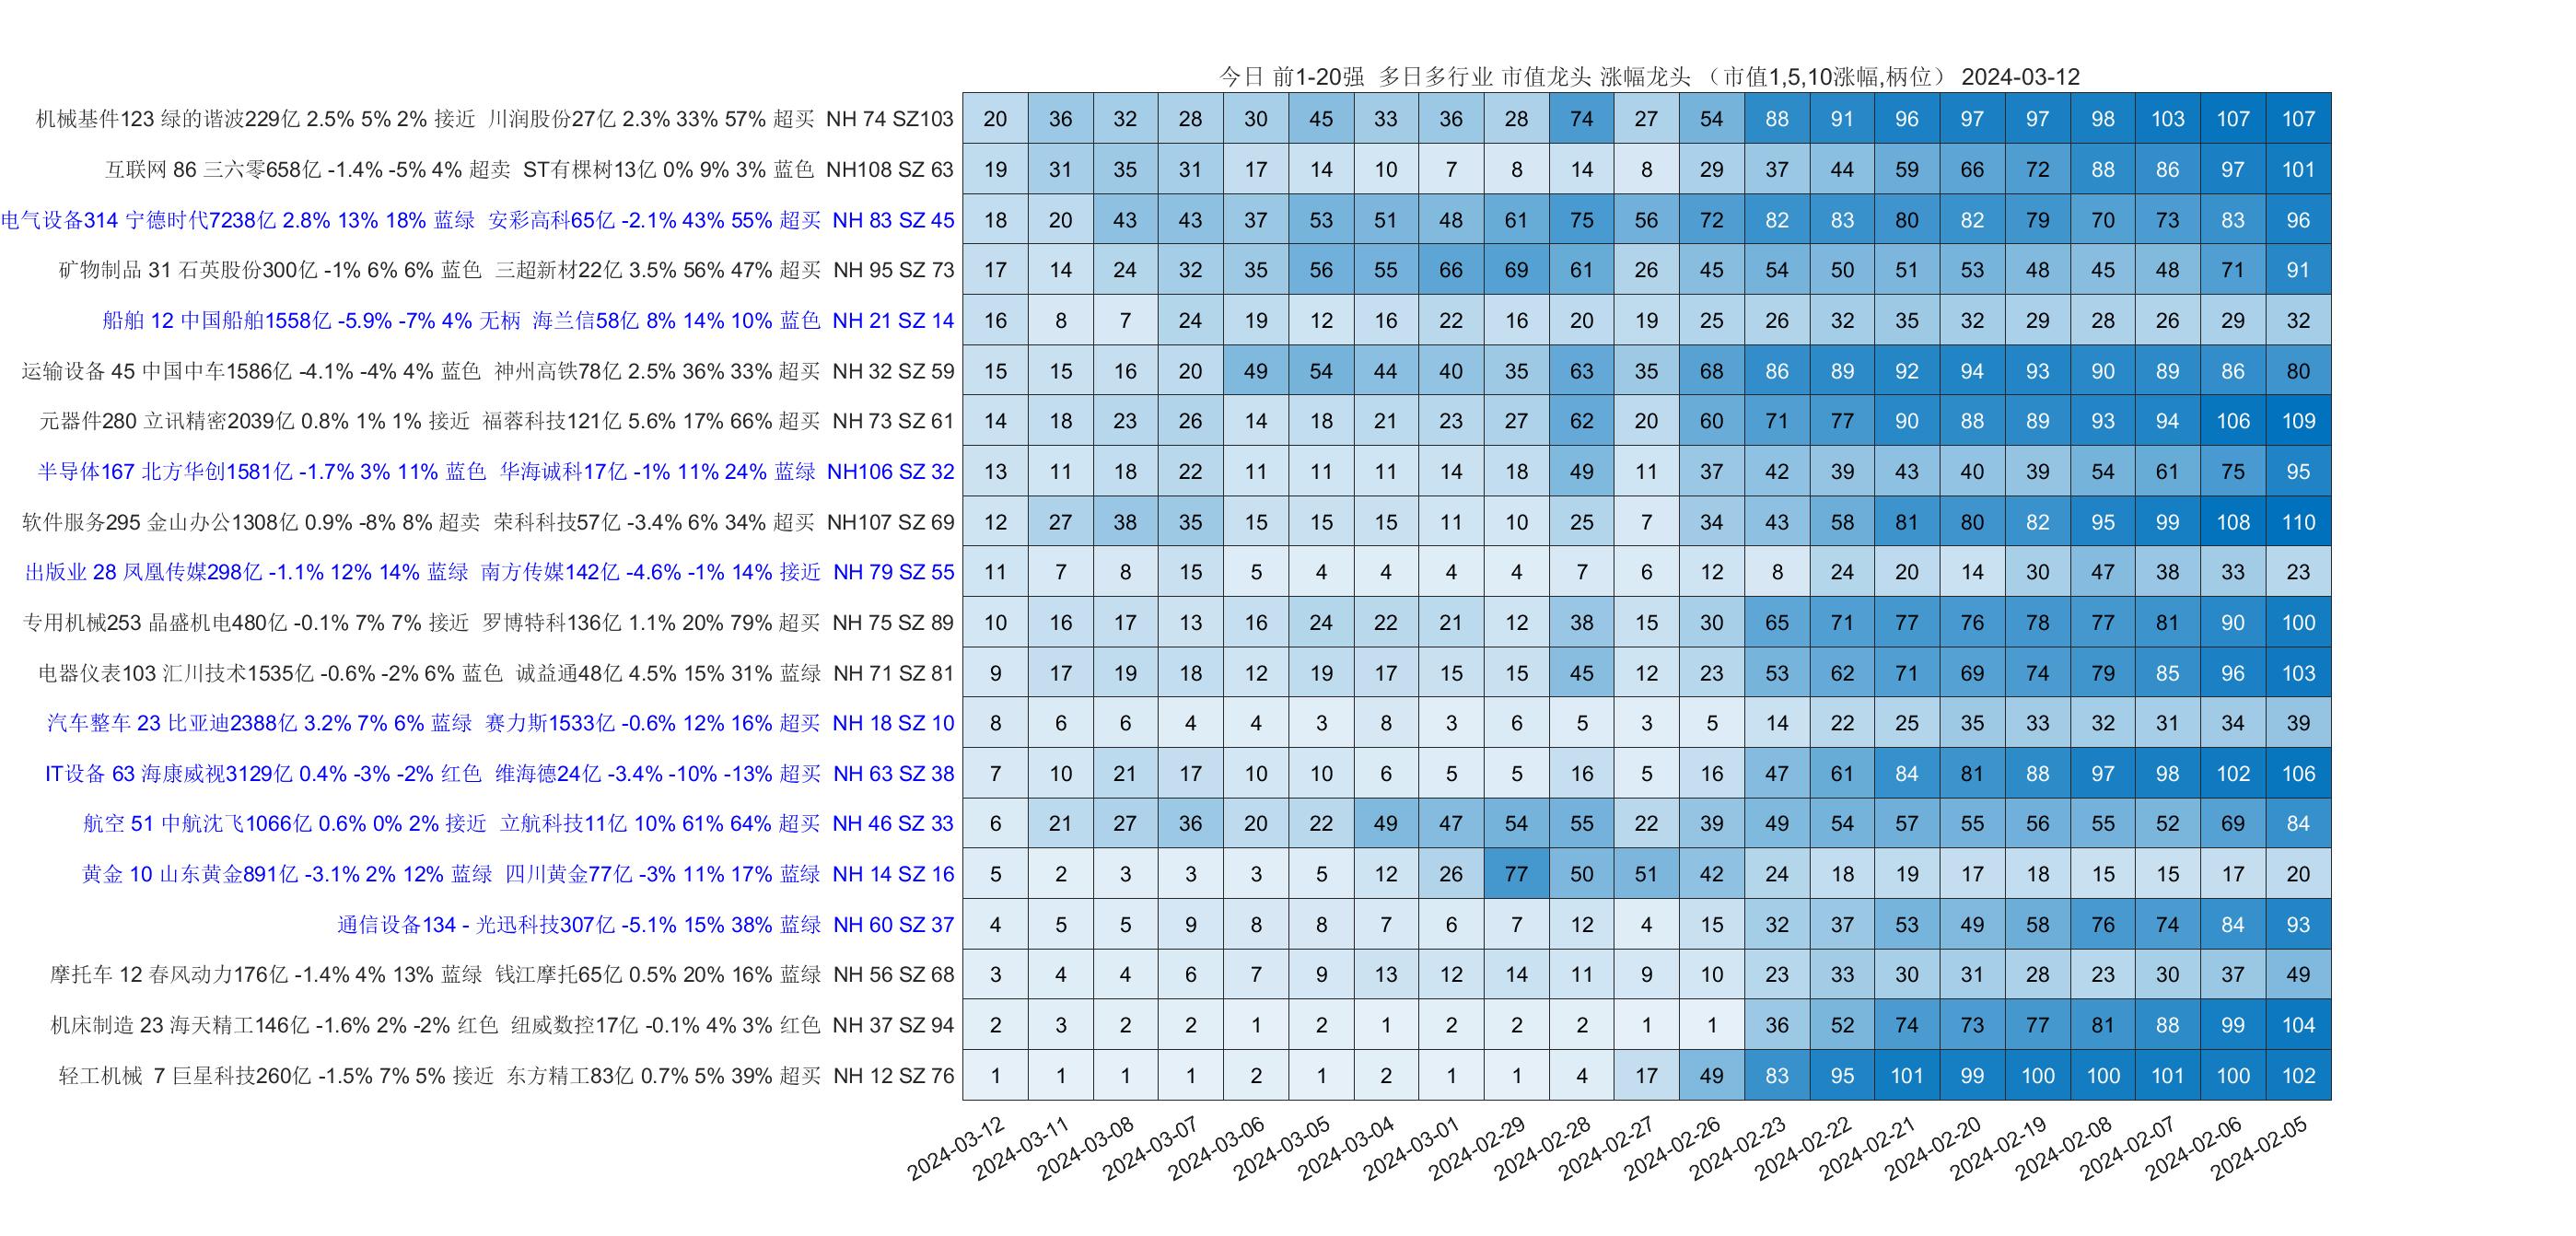 今日 前1-20强 多日多行业 市值龙头 涨幅龙头 （市值1,5,10涨幅,柄位） 2024-03-12
机械基件123 绿的谐波229亿 2.5% 5% 2% 接近 川润股份27亿 2.3% 33% 57% 超买 NH 74 SZ103 20 36 32 28 30 45 33 36 28 74 27 54 88 91 96 97 97 98 103 107 107
互联网 86 三六零658亿 -1.4% -5% 4% 超卖 ST有棵树13亿 0% 9% 3% 蓝色 NH108 SZ 63 19 31 35 31 17 14 10 7 8 14 8 29 37 44 59 66 72 88 86 97 101
电气设备314 宁德时代7238亿 2.8% 13% 18% 蓝绿 安彩高科65亿 -2.1% 43% 55% 超买 NH 83 SZ 45 18 20 43 43 37 53 51 48 61 75 56 72 82 83 80 82 79 70 73 83 96
矿物制品 31 石英股份300亿 -1% 6% 6% 蓝色 三超新材22亿 3.5% 56% 47% 超买 NH 95 SZ 73 17 14 24 32 35 56 55 66 69 61 26 45 54 50 51 53 48 45 48 71 91
船舶 12 中国船舶1558亿 -5.9% -7% 4% 无柄 海兰信58亿 8% 14% 10% 蓝色 NH 21 SZ 14 16 8 7 24 19 12 16 22 16 20 19 25 26 32 35 32 29 28 26 29 32
运输设备 45 中国中车1586亿 -4.1% -4% 4% 蓝色 神州高铁78亿 2.5% 36% 33% 超买 NH 32 SZ 59 15 15 16 20 49 54 44 40 35 63 35 68 86 89 92 94 93 90 89 86 80
元器件280 立讯精密2039亿 0.8% 1% 1% 接近 福蓉科技121亿 5.6% 17% 66% 超买 NH 73 SZ 61 14 18 23 26 14 18 21 23 27 62 20 60 71 77 90 88 89 93 94 106 109
半导体167 北方华创1581亿 -1.7% 3% 11% 蓝色 华海诚科17亿 -1% 11% 24% 蓝绿 NH106 SZ 32 13 11 18 22 11 11 11 14 18 49 11 37 42 39 43 40 39 54 61 75 95
软件服务295 金山办公1308亿 0.9% -8% 8% 超卖 荣科科技57亿 -3.4% 6% 34% 超买 NH107 SZ 69 12 27 38 35 15 15 15 11 10 25 7 34 43 58 81 80 82 95 99 108 110
出版业 28 凤凰传媒298亿 -1.1% 12% 14% 蓝绿 南方传媒142亿 -4.6% -1% 14% 接近 NH 79 SZ 55 11 7 8 15 5 4 4 4 4 7 6 12 8 24 20 14 30 47 38 33 23
专用机械253 晶盛机电480亿 -0.1% 7% 7% 接近 罗博特科136亿 1.1% 20% 79% 超买 NH 75 SZ 89 10 16 17 13 16 24 22 21 12 38 15 30 65 71 77 76 78 77 81 90 100
电器仪表103 汇川技术1535亿 -0.6% -2% 6% 蓝色 诚益通48亿 4.5% 15% 31% 蓝绿 NH 71 SZ 81 9 17 19 18 12 19 17 15 15 45 12 23 53 62 71 69 74 79 85 96 103
汽车整车 23 比亚迪2388亿 3.2% 7% 6% 蓝绿 赛力斯1533亿 -0.6% 12% 16% 超买 NH 18 SZ 10 8 6 6 4 4 3 8 3 6 5 3 5 14 22 25 35 33 32 31 34 39
IT设备 63 海康威视3129亿 0.4% -3% -2% 红色 维海德24亿 -3.4% -10% -13% 超买 NH 63 SZ 38 7 10 21 17 10 10 6 5 5 16 5 16 47 61 84 81 88 97 98 102 106
航空 51 中航沈飞1066亿 0.6% 0% 2% 接近 立航科技11亿 10% 61% 64% 超买 NH 46 SZ 33 6 21 27 36 20 22 49 47 54 55 22 39 49 54 57 55 56 55 52 69 84
黄金 10 山东黄金891亿 -3.1% 2% 12% 蓝绿 四川黄金77亿 -3% 11% 17% 蓝绿 NH 14 SZ 16 5 2 3 3 3 5 12 26 77 50 51 42 24 18 19 17 18 15 15 17 20
通信设备134 - 光迅科技307亿 -5.1% 15% 38% 蓝绿 NH 60 SZ 37 4 5 5 9 8 8 7 6 7 12 4 15 32 37 53 49 58 76 74 84 93
摩托车 12 春风动力176亿 -1.4% 4% 13% 蓝绿 钱江摩托65亿 0.5% 20% 16% 蓝绿 NH 56 SZ 68 3 4 4 6 7 9 13 12 14 11 9 10 23 33 30 31 28 23 30 37 49
机床制造 23 海天精工146亿 -1.6% 2% -2% 红色 纽威数控17亿 -0.1% 4% 3% 红色 NH 37 SZ 94 2 3 2 2 1 2 1 2 2 2 1 1 36 52 74 73 77 81 88 99 104
轻工机械 7 巨星科技260亿 -1.5% 7% 5% 接近 东方精工83亿 0.7% 5% 39% 超买 NH 12 SZ 76 1 1 1 1 2 1 2 1 1 4 17 49 83 95 101 99 100 100 101 100 102
2024-03-12 2024-03-11 2024-03-08 2024-03-07 2024-03-06 2024-03-05 2024-03-04 2024-03-01 2024-02-29 2024-02-28 2024-02-27 2024-02-26 2024-02-23 2024-02-22 2024-02-21 2024-02-20 2024-02-19 2024-02-08 2024-02-07 2024-02-06 2024-02-05